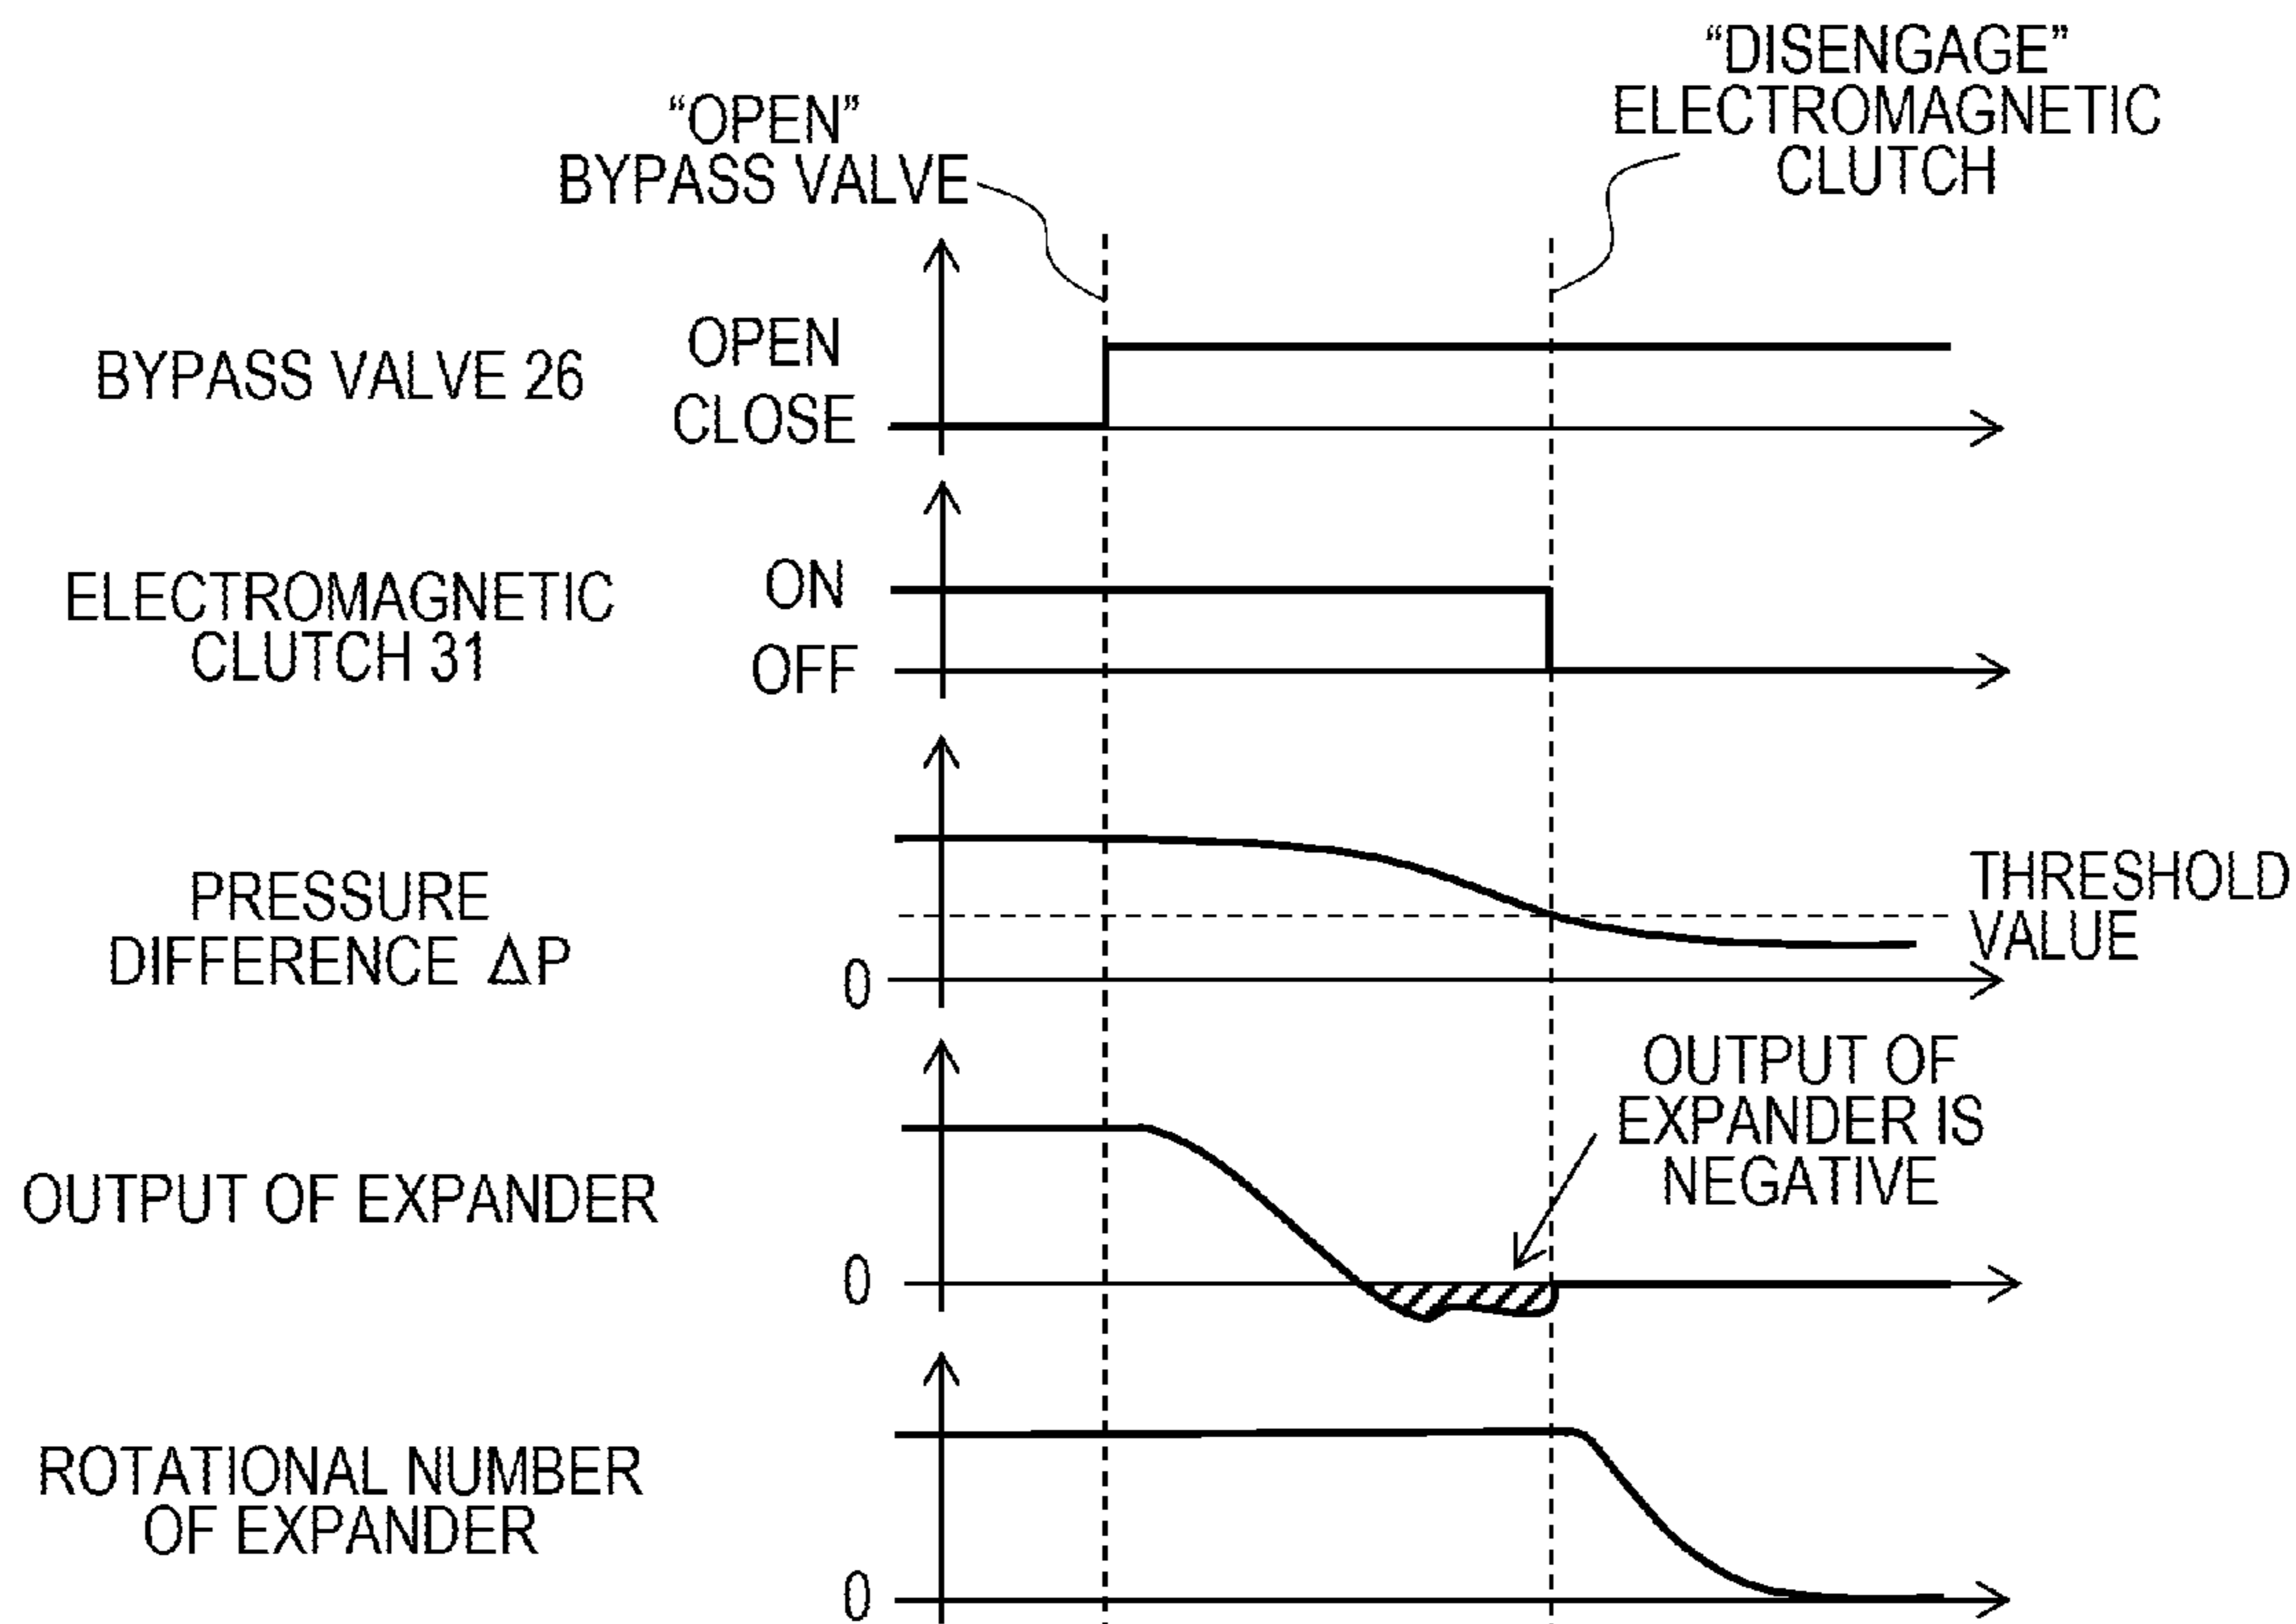 “DISENGAGE”
ELECTROMAGNETIC
CLUTCH
“OPEN”
BYPASS VALVE
BYPASS VALVE 26
OPEN
CLOSE
ELECTROMAGNETIC
CLUTCH 31
ON
OFF
PRESSURE
DIFFERENCE ΔP
0
THRESHOLD
VALUE
OUTPUT OF
EXPANDER IS
NEGATIVE
OUTPUT OF EXPANDER
0
ROTATIONAL NUMBER
OF EXPANDER
0